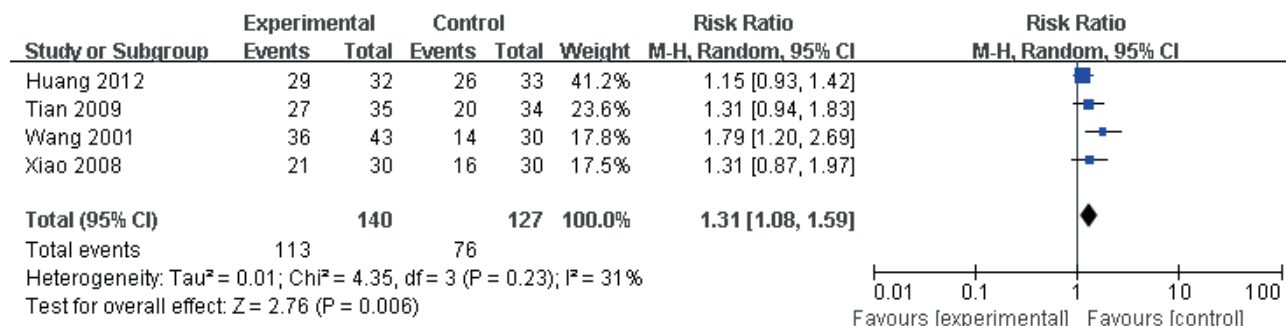 Experimental Control Risk Ratio Risk Ratio
Study or Subgroup Events Total Events Total Weight M-H, Random, 95% CI M-H, Random, 95% CI
Huang 2012 29 32 26 33 41.2% 1.15 [0.93, 1.42]
Tian 2009 27 35 20 34 23.6% 1.31 [0.94, 1.83]
Wang 2001 36 43 14 30 17.8% 1.79 [1.20, 2.69]
Xiao 2008 21 30 16 30 17.5% 1.31 [0.87, 1.97]
Total (95% CI) 140 127 100.0% 1.31 [1.08, 1.59]
Total events 113 76
Heterogeneity: Tau² = 0.01; Chi² = 4.35, df = 3 (P = 0.23); I² = 31%
Test for overall effect: Z = 2.76 (P = 0.006)
0.01 0.1 1 10 100
Favours [experimental] Favours [control]